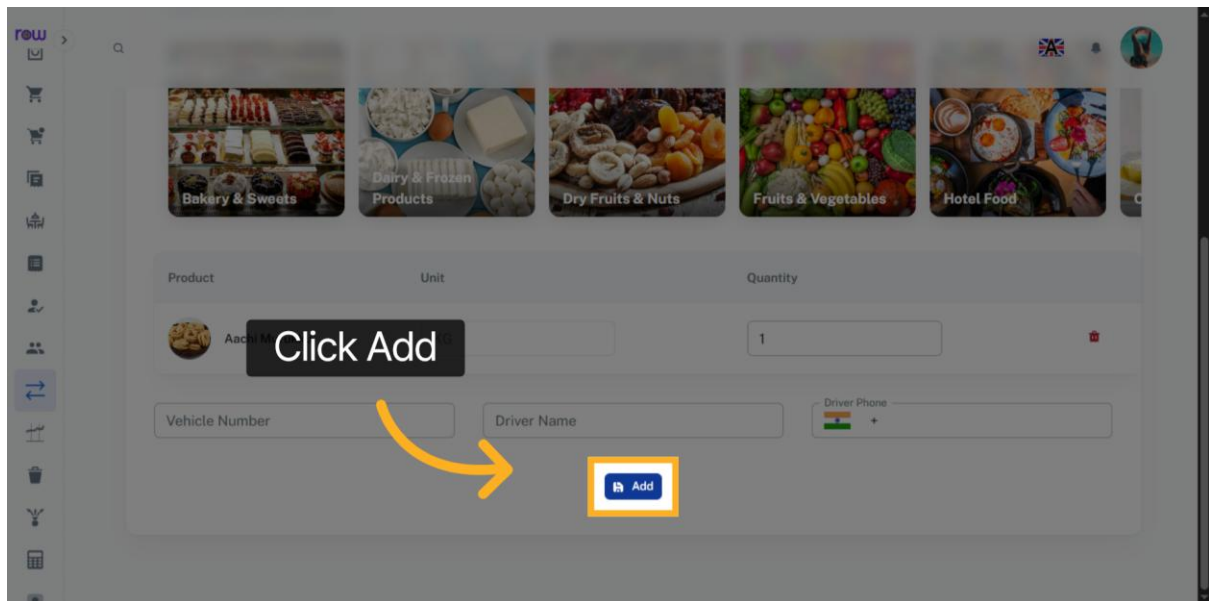 row
Bakery & Sweets
Dairy & Frozen
Products
Dry Fruits & Nuts
Fruits & Vegetables
Hotel Food
Product
Unit
Quantity
Click Add
1
Vehicle Number
Driver Name
Driver Phone
+
Add